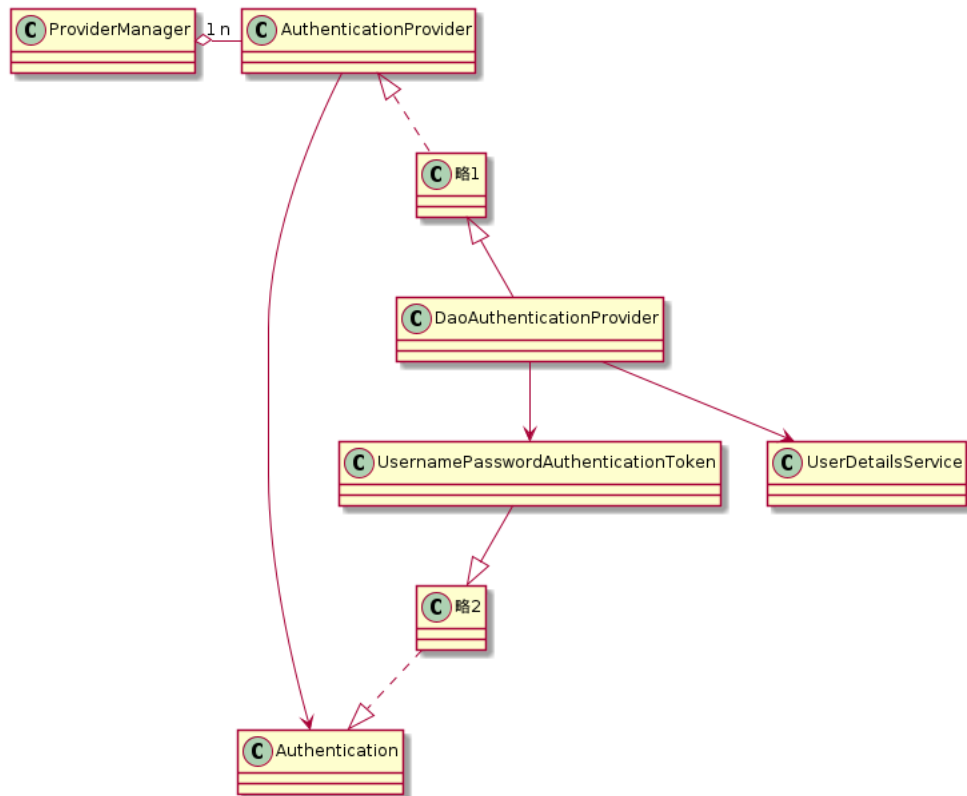 C ProviderManager
1 n
C AuthenticationProvider
C 略1
C DaoAuthenticationProvider
C UsernamePasswordAuthenticationToken
C UserDetailsService
C 略2
C Authentication